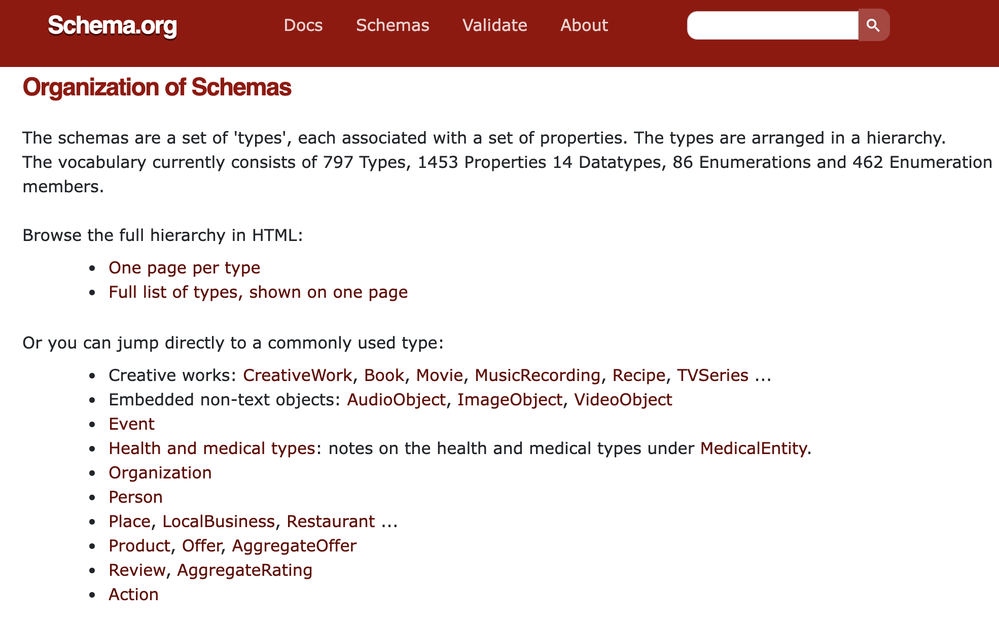 Schema.org Docs Schemas Validate About
Organization of Schemas
The schemas are a set of 'types', each associated with a set of properties. The types are arranged in a hierarchy.
The vocabulary currently consists of 797 Types, 1453 Properties 14 Datatypes, 86 Enumerations and 462 Enumeration
members.
Browse the full hierarchy in HTML:
• One page per type
• Full list of types, shown on one page
Or you can jump directly to a commonly used type:
• Creative works: CreativeWork, Book, Movie, MusicRecording, Recipe, TVSeries ...
• Embedded non-text objects: AudioObject, ImageObject, VideoObject
• Event
• Health and medical types: notes on the health and medical types under MedicalEntity.
• Organization
• Person
• Place, LocalBusiness, Restaurant ...
• Product, Offer, AggregateOffer
• Review, AggregateRating
• Action